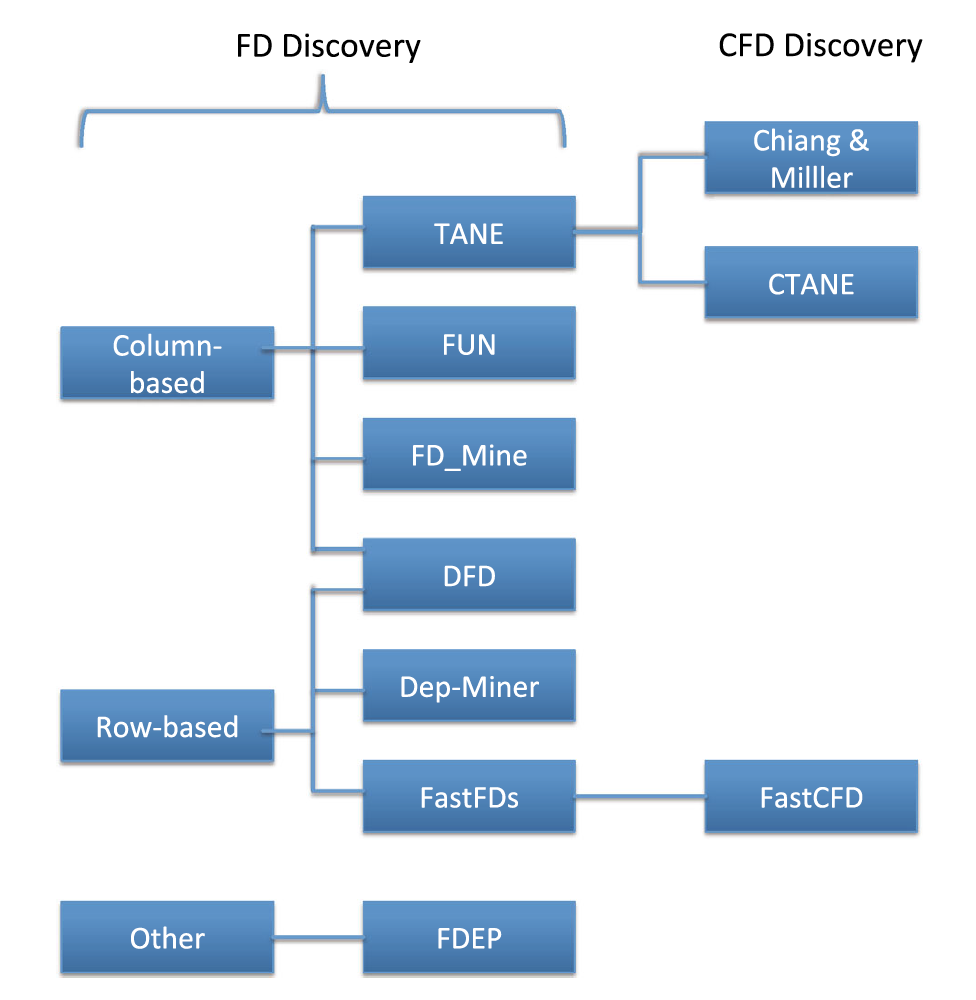 FD Discovery
CFD Discovery
Chiang &
Milller
TANE
CTANE
Column-
based
FUN
FD_Mine
DFD
Dep-Miner
Row-based
FastFDs
FastCFD
Other
FDEP